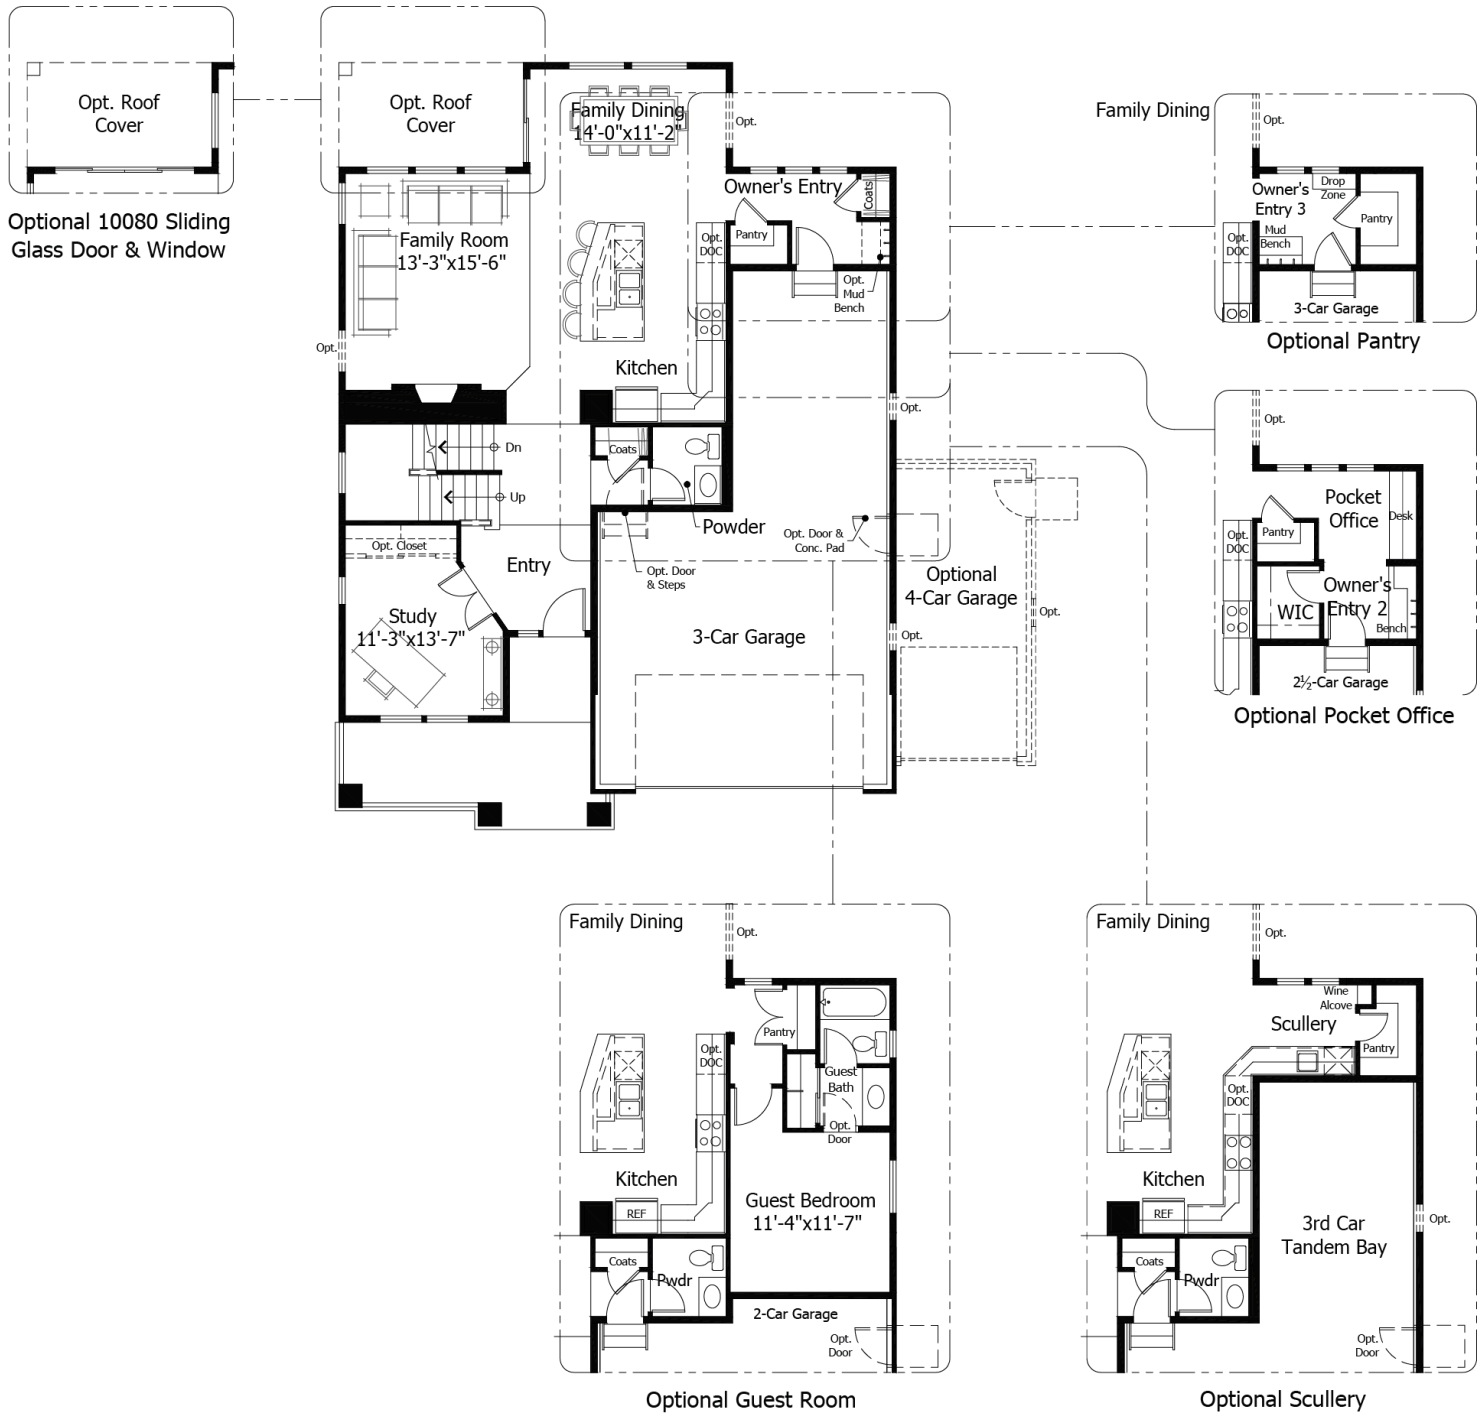 Opt. Roof
Cover
Optional 10080 Sliding
Glass Door & Window
Opt. Roof
Cover
Family Dining
14'-0"x11'-2"
Opt.
Owner's Entry
Coats
Pantry
Opt.
DOC
Opt.
Mud
Bench
Family Room
13'-3"x15'-6"
Opt.
Kitchen
Opt.
Dn
Up
Coats
Powder
Opt. Closet
Entry
Opt. Door
& Steps
Opt. Door &
Conc. Pad
Study
11'-3"x13'-7"
3-Car Garage
Opt.
Optional
4-Car Garage
Opt.
Family Dining
Opt.
Owner's
Entry 3
Drop
Zone
Pantry
Mud
Bench
Opt.
DOC
3-Car Garage
Optional Pantry
Opt.
Pocket
Office
Desk
Pantry
Opt.
DOC
Owner's
Entry 2
WIC
Bench
2½-Car Garage
Optional Pocket Office
Family Dining
Opt.
Pantry
Opt.
DOC
Guest
Bath
Opt.
Door
Kitchen
REF
Guest Bedroom
11'-4"x11'-7"
Coats
Pwdr
2-Car Garage
Opt.
Door
Optional Guest Room
Family Dining
Opt.
Wine
Alcove
Scullery
Pantry
Opt.
DOC
Kitchen
REF
3rd Car
Tandem Bay
Opt.
Coats
Pwdr
Opt.
Door
Optional Scullery